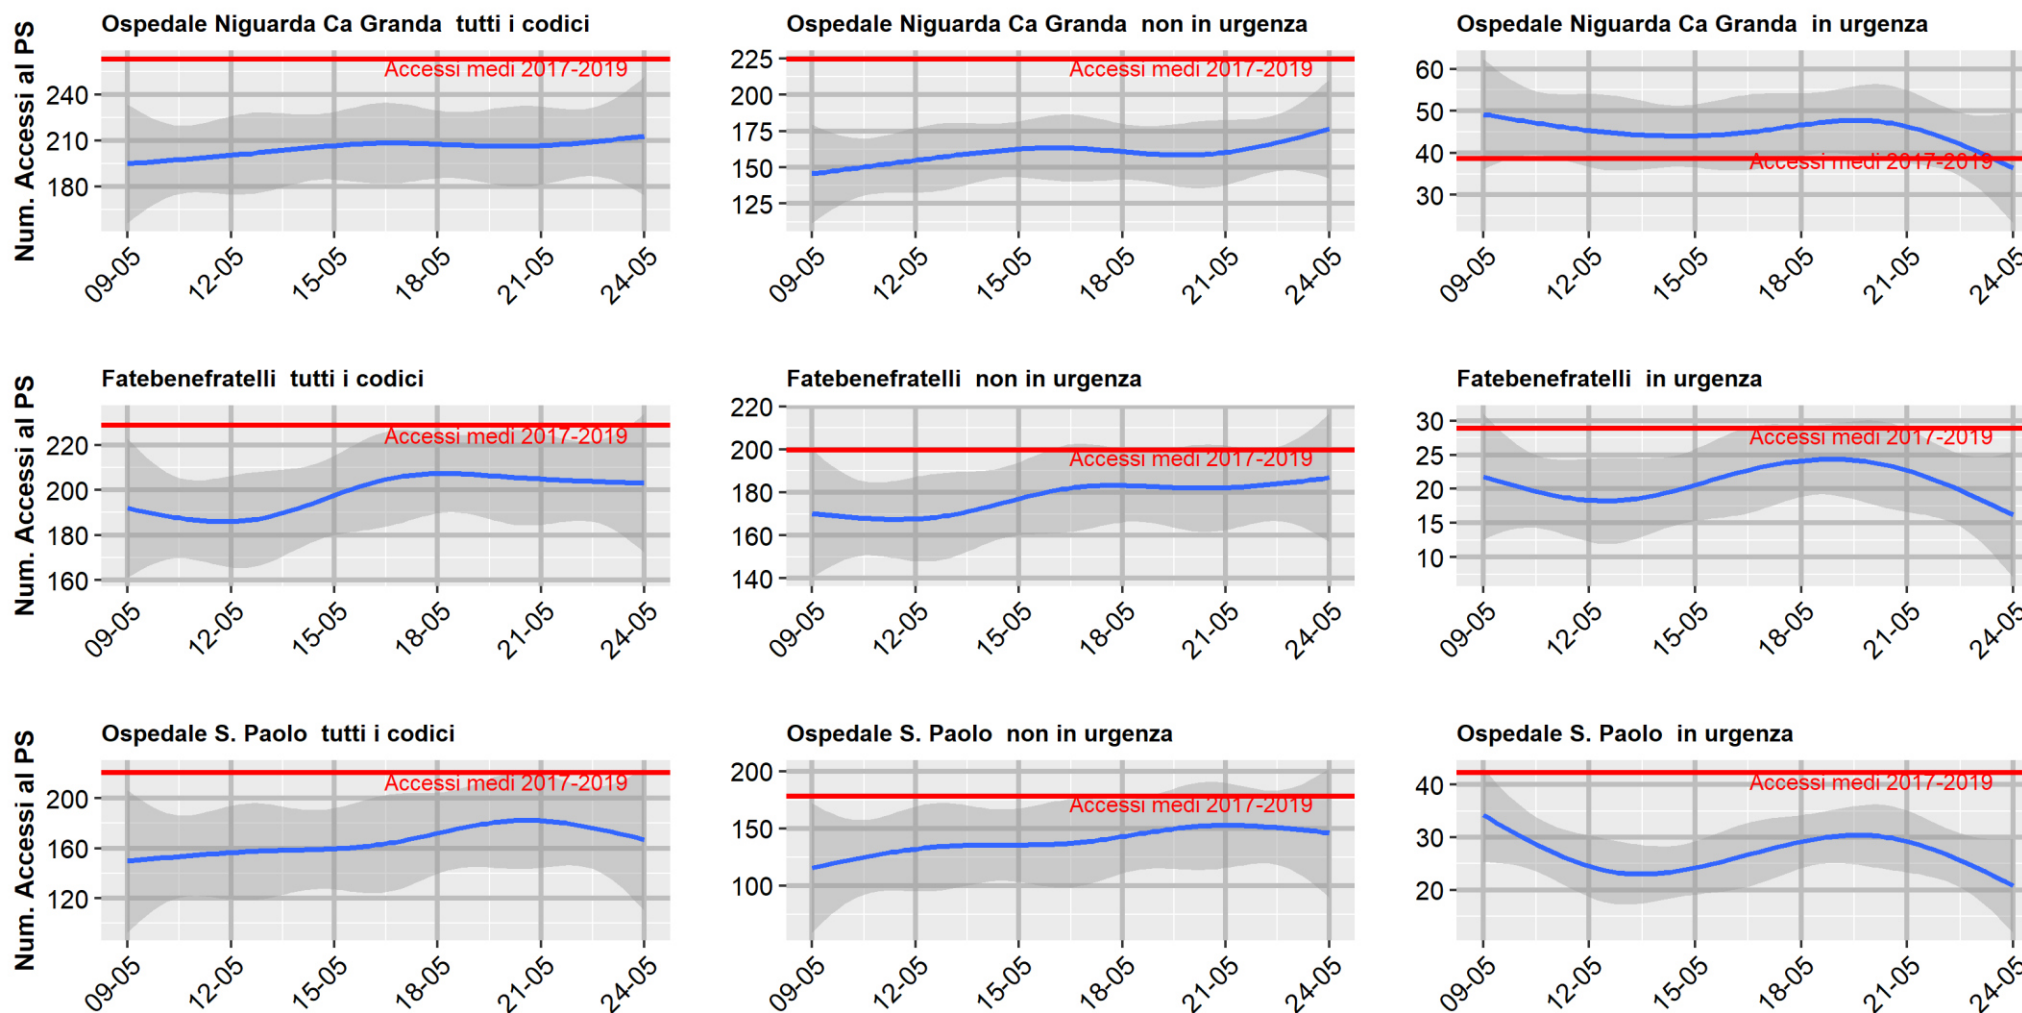 Ospedale Niguarda Ca Granda tutti i codici
Num. Accessi al PS
Accessi medi 2017-2019
240
210
180
09-05 12-05 15-05 18-05 21-05 24-05
Ospedale Niguarda Ca Granda non in urgenza
Accessi medi 2017-2019
225
200
175
150
125
09-05 12-05 15-05 18-05 21-05 24-05
Ospedale Niguarda Ca Granda in urgenza
Accessi medi 2017-2019
60
50
40
30
09-05 12-05 15-05 18-05 21-05 24-05
Fatebenefratelli tutti i codici
Num. Accessi al PS
Accessi medi 2017-2019
220
200
180
160
09-05 12-05 15-05 18-05 21-05 24-05
Fatebenefratelli non in urgenza
Accessi medi 2017-2019
220
200
180
160
140
09-05 12-05 15-05 18-05 21-05 24-05
Fatebenefratelli in urgenza
Accessi medi 2017-2019
30
25
20
15
10
09-05 12-05 15-05 18-05 21-05 24-05
Ospedale S. Paolo tutti i codici
Num. Accessi al PS
Accessi medi 2017-2019
200
160
120
09-05 12-05 15-05 18-05 21-05 24-05
Ospedale S. Paolo non in urgenza
Accessi medi 2017-2019
200
150
100
09-05 12-05 15-05 18-05 21-05 24-05
Ospedale S. Paolo in urgenza
Accessi medi 2017-2019
40
30
20
09-05 12-05 15-05 18-05 21-05 24-05